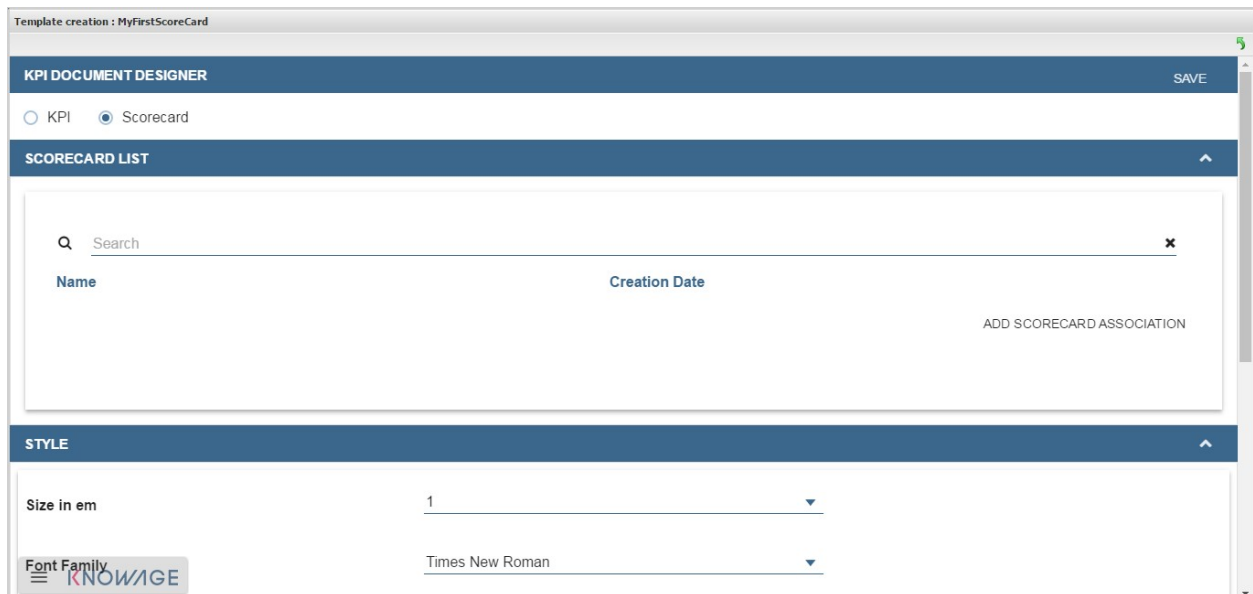 Template creation : MyFirstScoreCard
KPI DOCUMENT DESIGNER SAVE
KPI Scorecard
SCORECARD LIST
Search
Name Creation Date
ADD SCORECARD ASSOCIATION
STYLE
Size in em 1
Font Family Times New Roman
KNOWAGE